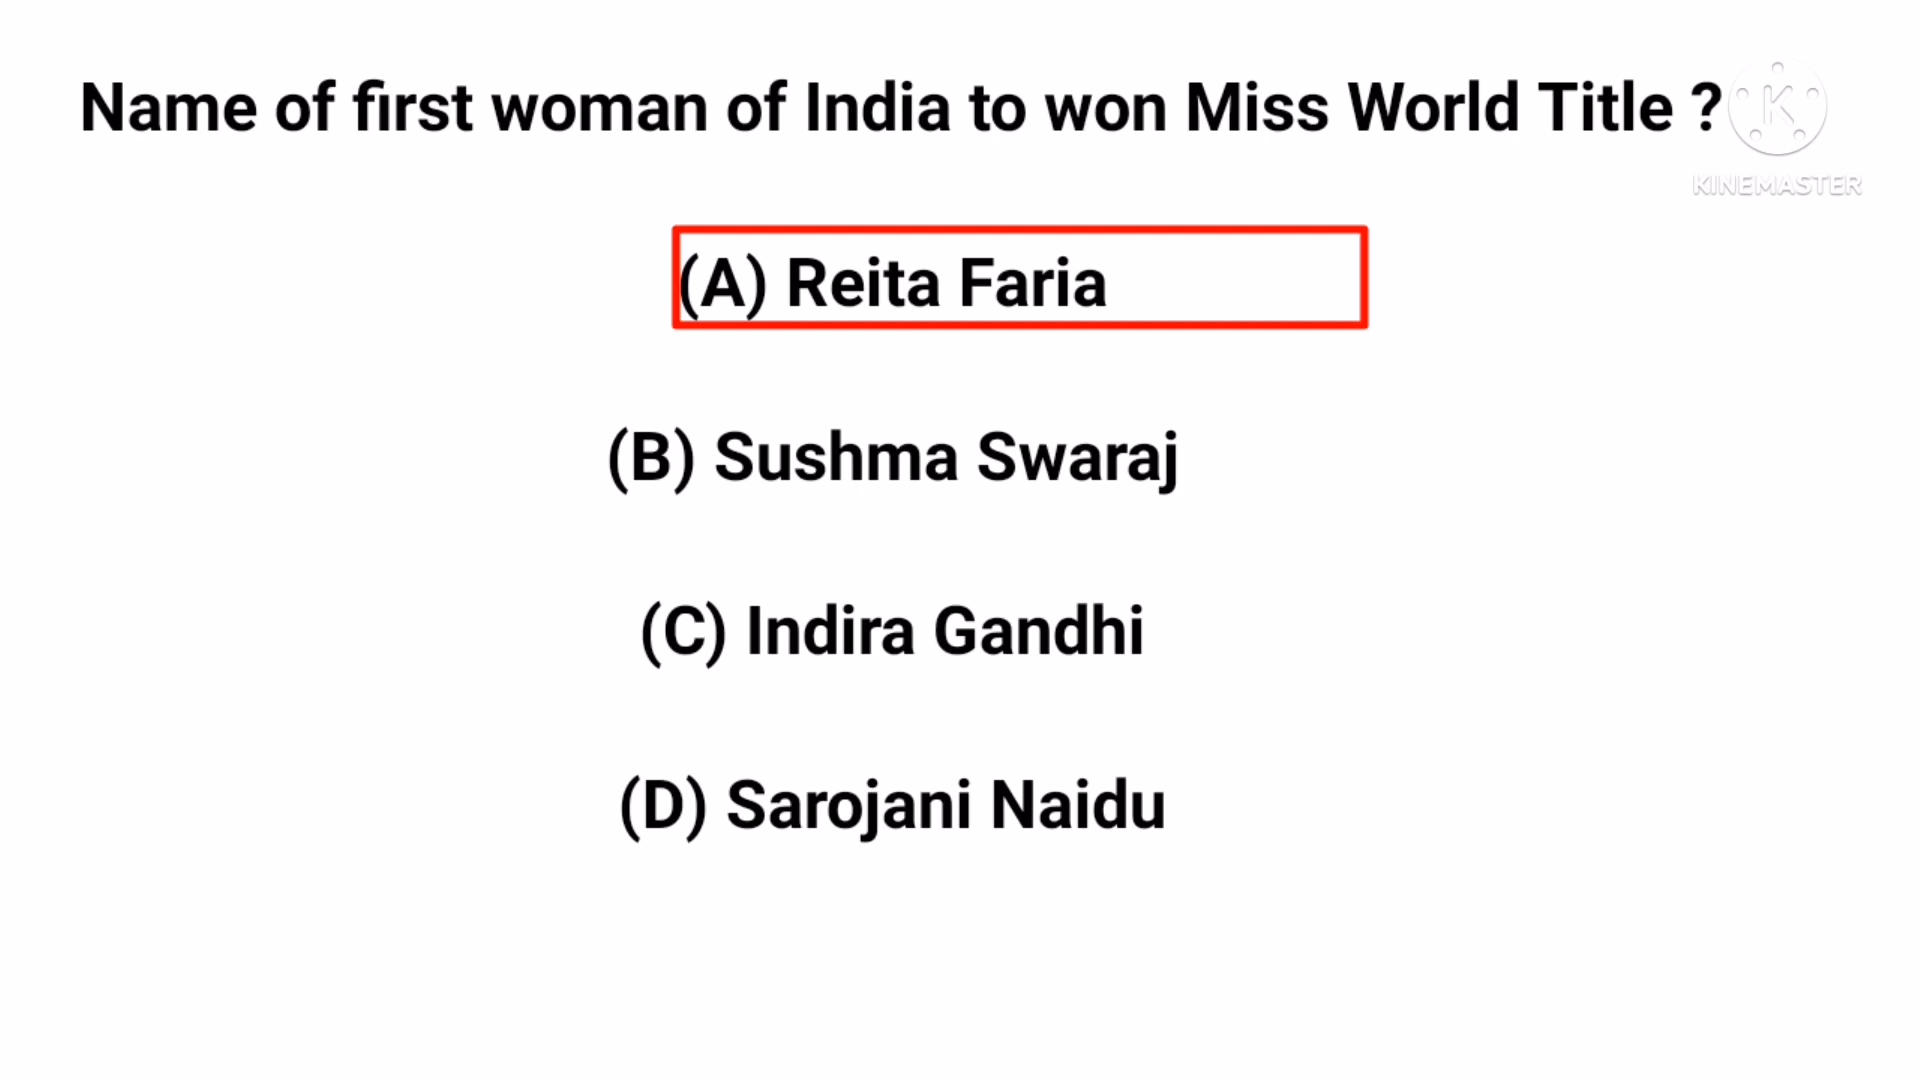 Name of first woman of India to won Miss World Title ?
KINEMASTER
(A) Reita Faria
(B) Sushma Swaraj
(C) Indira Gandhi
(D) Sarojani Naidu